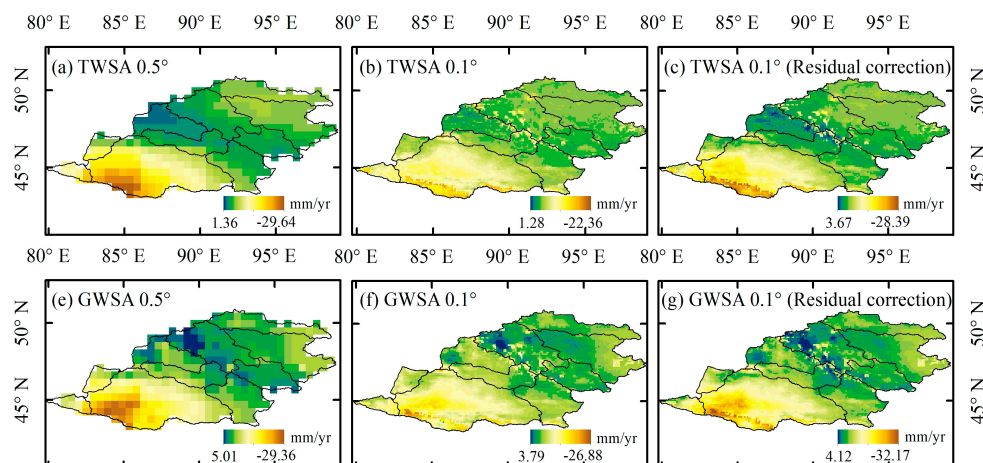 80° E 85° E 90° E 95° E 80° E 85° E 90° E 95° E 80° E 85° E 90° E 95° E
(a) TWSA 0.5° (b) TWSA 0.1° (c) TWSA 0.1° (Residual correction)
50° N 50° N
45° N 45° N
mm/yr mm/yr mm/yr
1.36 -29.64 1.28 -22.36 3.67 -28.39
80° E 85° E 90° E 95° E 80° E 85° E 90° E 95° E 80° E 85° E 90° E 95° E
(e) GWSA 0.5° (f) GWSA 0.1° (g) GWSA 0.1° (Residual correction)
50° N 50° N
45° N 45° N
mm/yr mm/yr mm/yr
5.01 -29.36 3.79 -26.88 4.12 -32.17